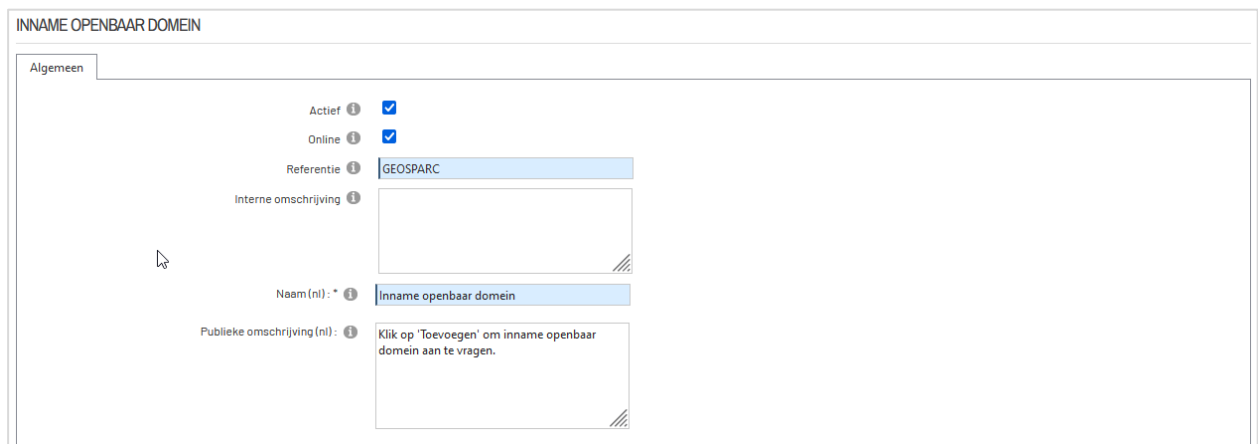 INNAME OPENBAAR DOMEIN
Algemeen
Actief
Online
Referentie
GEOSPARC
Interne omschrijving
Naam (nl) : *
Inname openbaar domein
Publieke omschrijving (nl) :
Klik op 'Toevoegen' om inname openbaar
domein aan te vragen.